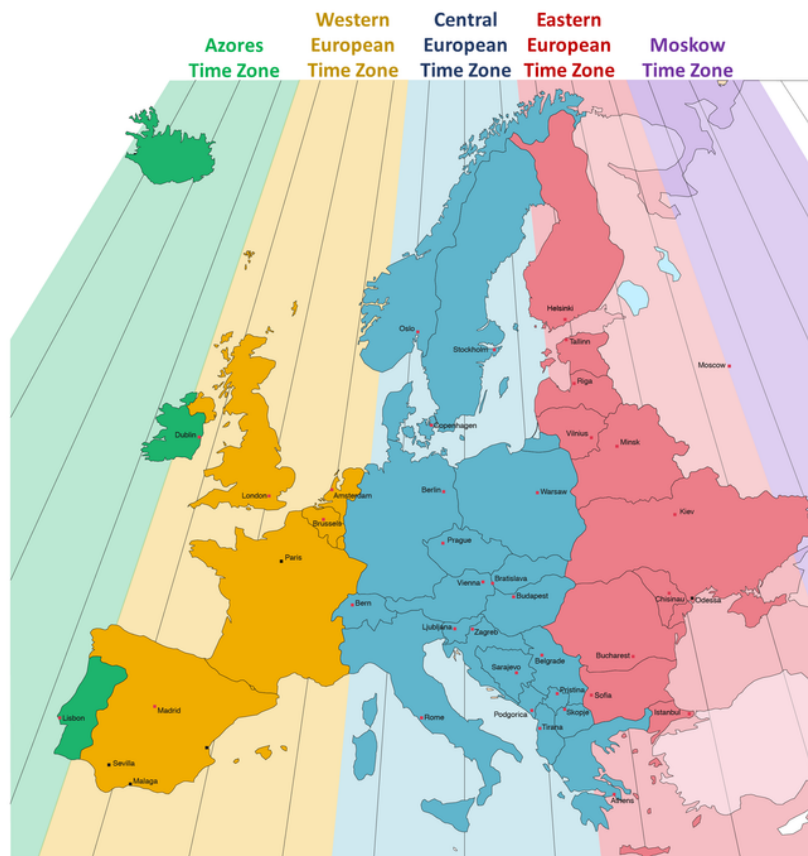 Azores
Time Zone
Western
European
Time Zone
Central
European
Time Zone
Eastern
European
Time Zone
Moskow
Time Zone
Helsinki
Oslo
Tallinn
Stockholm
Moscow
Riga
Copenhagen
Dublin
Vilnius
Minsk
London
Amsterdam
Berlin
Warsaw
Brussels
Kiev
Prague
Paris
Vienna
Bratislava
Budapest
Bern
Chisinau
Odessa
Ljubljana
Zagreb
Belgrade
Bucharest
Sarajevo
Pristina
Sofia
Madrid
Podgorica
Skopje
Istanbul
Lisbon
Rome
Tirana
Sevilla
Malaga
Athens